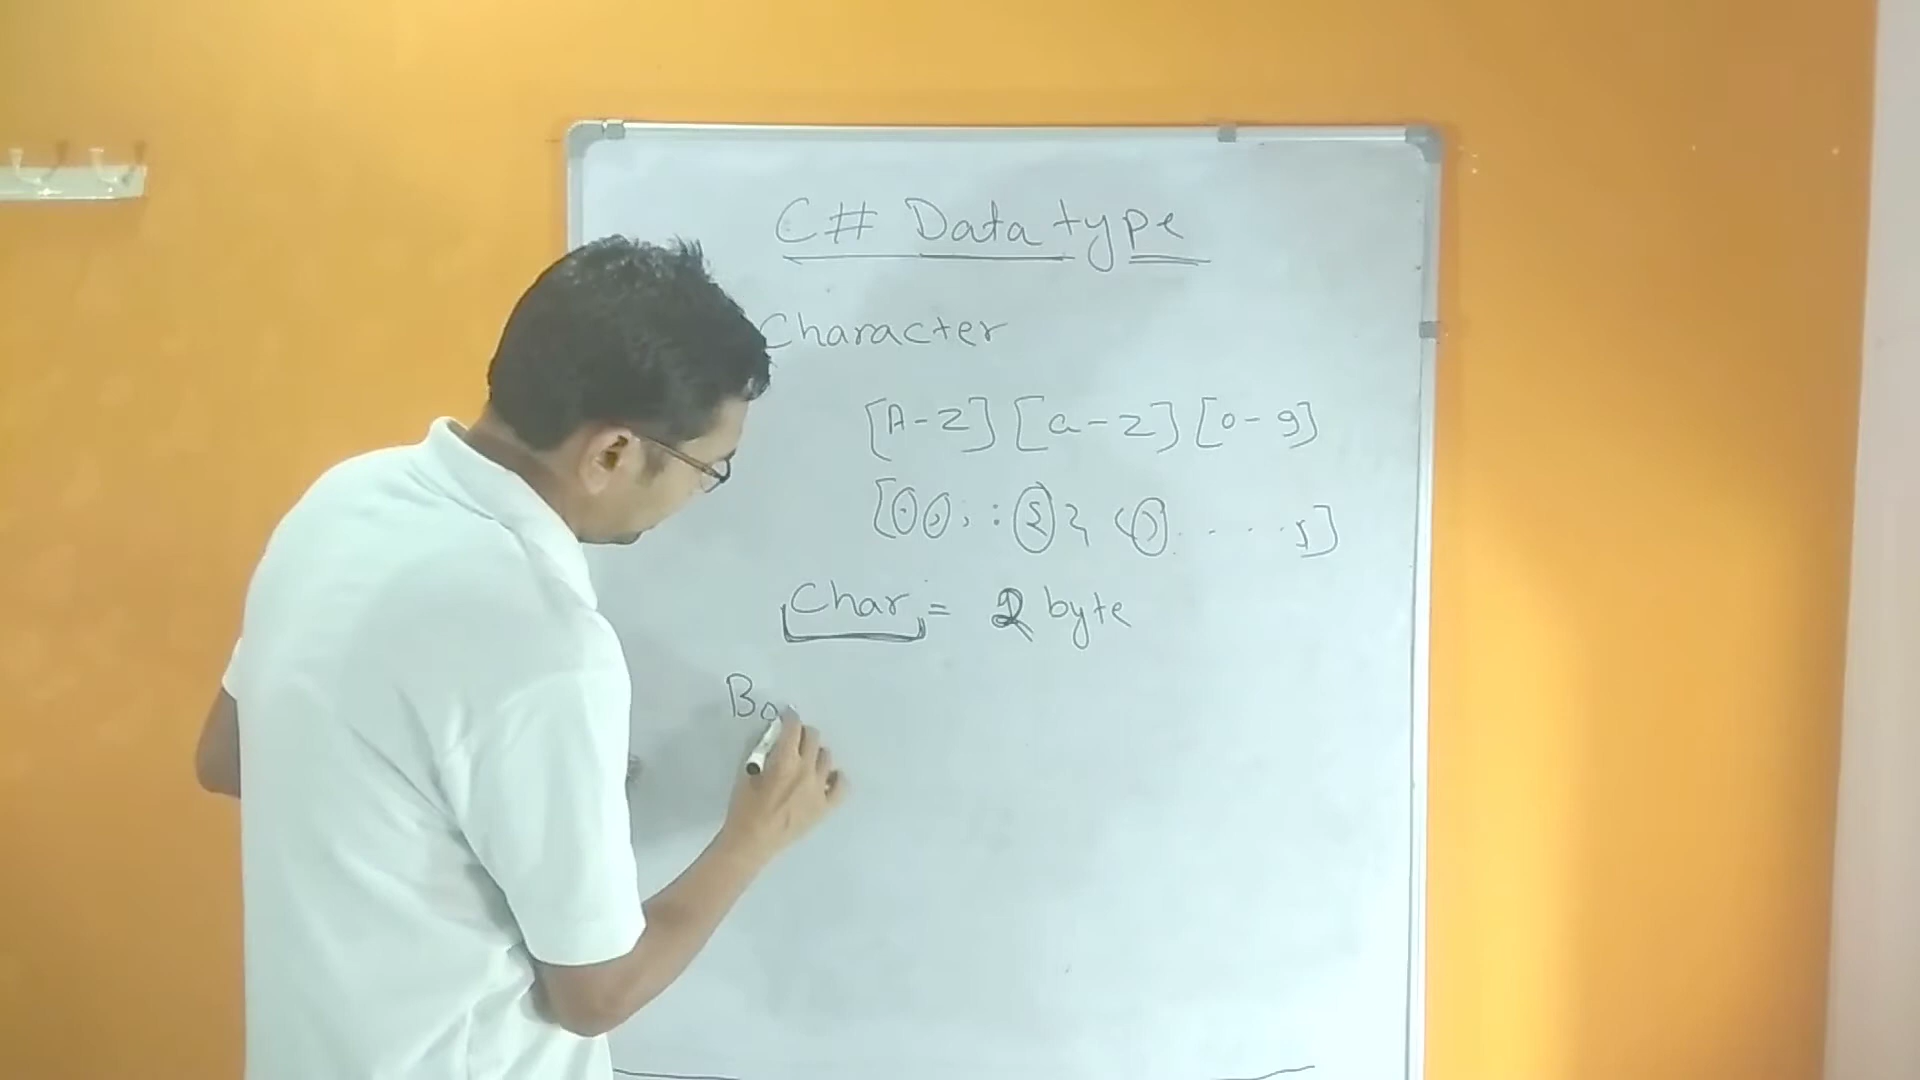 C# Data type
Character
[A-Z] [a-z] [0-9]
[., ; : { } ( ) . . . . . ]
Char = 2 byte
Bo